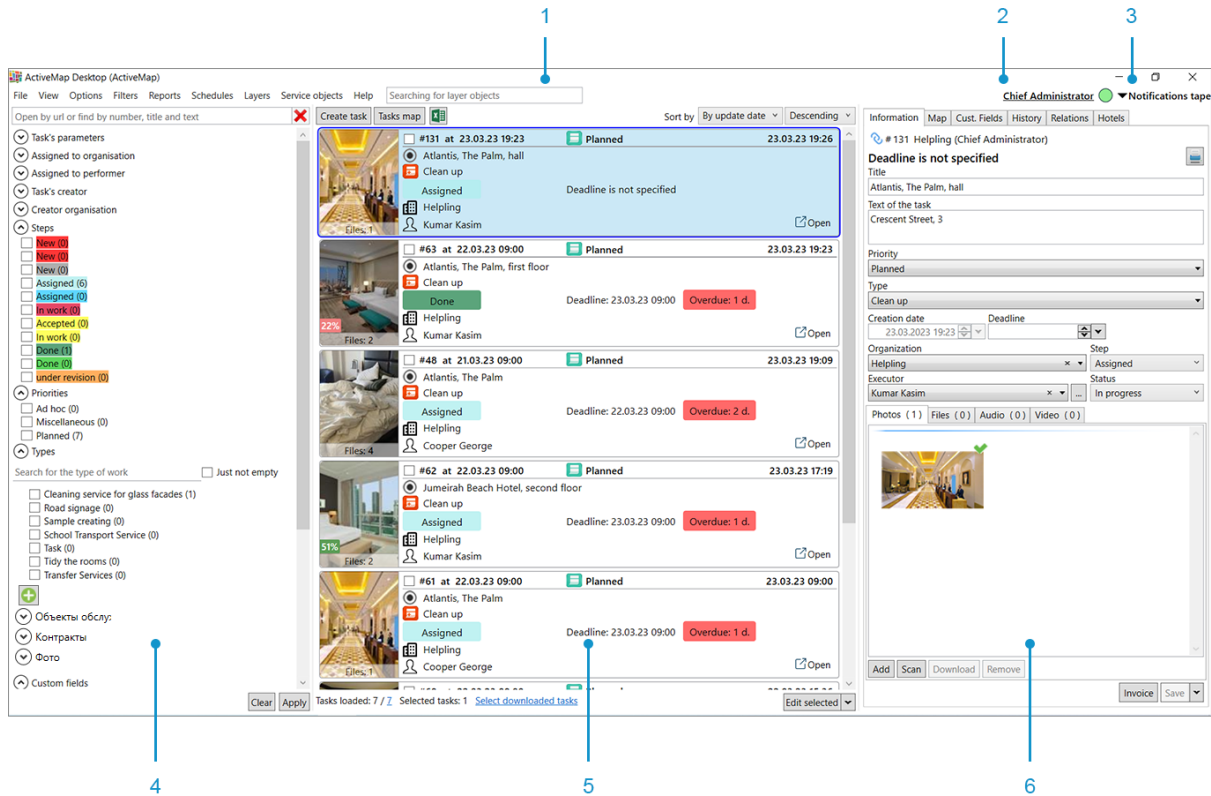 1
2
3
ActiveMap Desktop (ActiveMap)
File View Options Filters Reports Schedules Layers Service objects Help Searching for layer objects
Chief Administrator Notifications tape
Open by url or find by number, title and text
Task's parameters
Assigned to organisation
Assigned to performer
Task's creator
Creator organisation
Steps
New (0)
New (0)
New (0)
Assigned (6)
Assigned (0)
In work (0)
Accepted (0)
In work (0)
Done (1)
Done (0)
under revision (0)
Priorities
Ad hoc (0)
Miscellaneous (0)
Planned (7)
Types
Search for the type of work Just not empty
Cleaning service for glass facades (1)
Road signage (0)
Sample creating (0)
School Transport Service (0)
Task (0)
Tidy the rooms (0)
Transfer Services (0)
Объекты обслу:
Контракты
Фото
Custom fields
Clear Apply
Create task Tasks map Sort by By update date Descending
#131 at 23.03.23 19:23 Planned 23.03.23 19:26
Atlantis, The Palm, hall
Clean up
Assigned Deadline is not specified
Helpling
Files: 1 Kumar Kasim Open
#63 at 22.03.23 09:00 Planned 23.03.23 19:23
Atlantis, The Palm, first floor
Clean up
Done Deadline: 23.03.23 09:00 Overdue: 1 d.
Helpling
22%
Files: 2 Kumar Kasim Open
#48 at 21.03.23 09:00 Planned 23.03.23 19:09
Atlantis, The Palm
Clean up
Assigned Deadline: 22.03.23 09:00 Overdue: 2 d.
Helpling
Files: 4 Cooper George Open
#62 at 22.03.23 09:00 Planned 23.03.23 17:19
Jumeirah Beach Hotel, second floor
Clean up
Assigned Deadline: 23.03.23 09:00 Overdue: 1 d.
Helpling
51%
Files: 2 Kumar Kasim Open
#61 at 22.03.23 09:00 Planned 23.03.23 09:00
Atlantis, The Palm
Clean up
Assigned Deadline: 23.03.23 09:00 Overdue: 1 d.
Helpling
Files: 1 Cooper George Open
Tasks loaded: 7 / 7 Selected tasks: 1 Select downloaded tasks Edit selected
Information Map Cust. Fields History Relations Hotels
# 131 Helpling (Chief Administrator)
Deadline is not specified
Title
Atlantis, The Palm, hall
Text of the task
Crescent Street, 3
Priority
Planned
Type
Clean up
Creation date Deadline
23.03.2023 19:23
Organization Step
Helpling Assigned
Executor Status
Kumar Kasim ... In progress
Photos ( 1 ) Files ( 0 ) Audio ( 0 ) Video ( 0 )
Add Scan Download Remove
Invoice Save
4
5
6